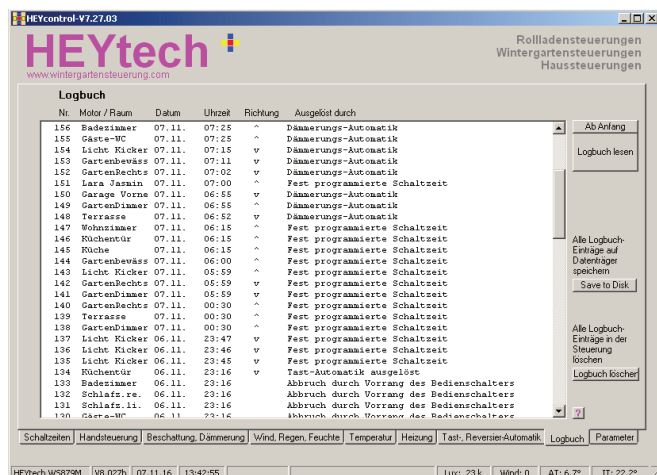 HEYcontrol-V7.27.03
HEYtech
www.wintergartensteuerung.com
Rollladensteuerungen
Wintergartensteuerungen
Haussteuerungen
Logbuch
Nr. Motor / Raum Datum Uhrzeit Richtung Ausgelöst durch
156 Badezimmer 07.11. 07:25 ^ Dämmerungs-Automatik
155 Gäste-WC 07.11. 07:25 ^ Dämmerungs-Automatik
154 Licht Kicker 07.11. 07:15 v Dämmerungs-Automatik
153 Gartenbewäss 07.11. 07:11 v Dämmerungs-Automatik
152 GartenRechts 07.11. 07:02 v Dämmerungs-Automatik
151 Lara Jasmin 07.11. 07:00 ^ Fest programmierte Schaltzeit
150 Garage Vorne 07.11. 06:55 v Dämmerungs-Automatik
149 GartenDimmer 07.11. 06:55 v Dämmerungs-Automatik
148 Terrasse 07.11. 06:52 v Dämmerungs-Automatik
147 Wohnzimmer 07.11. 06:15 ^ Fest programmierte Schaltzeit
146 Küchentür 07.11. 06:15 ^ Fest programmierte Schaltzeit
145 Küche 07.11. 06:15 ^ Fest programmierte Schaltzeit
144 Gartenbewäss 07.11. 06:00 ^ Fest programmierte Schaltzeit
143 Licht Kicker 07.11. 05:59 ^ Fest programmierte Schaltzeit
142 GartenRechts 07.11. 05:59 v Fest programmierte Schaltzeit
141 GartenDimmer 07.11. 05:59 v Fest programmierte Schaltzeit
140 GartenRechts 07.11. 00:30 ^ Fest programmierte Schaltzeit
139 Terrasse 07.11. 00:30 ^ Fest programmierte Schaltzeit
138 GartenDimmer 07.11. 00:30 ^ Fest programmierte Schaltzeit
137 Licht Kicker 06.11. 23:47 v Fest programmierte Schaltzeit
136 Licht Kicker 06.11. 23:46 v Fest programmierte Schaltzeit
135 Licht Kicker 06.11. 23:45 v Fest programmierte Schaltzeit
134 Küchentür 06.11. 23:16 v Tast-Automatik ausgelöst
133 Badezimmer 06.11. 23:16 Abbruch durch Vorrang des Bedienschalters
132 Schlafz.re. 06.11. 23:16 Abbruch durch Vorrang des Bedienschalters
131 Schlafz.li. 06.11. 23:16 Abbruch durch Vorrang des Bedienschalters
130 Gäste-WC 06.11. 23:16 Abbruch durch Vorrang des Bedienschalters
Ab Anfang
Logbuch lesen
Alle Logbuch-
Einträge auf
Datenträger
speichern
Save to Disk
Alle Logbuch-
Einträge in der
Steuerung
löschen
Logbuch löschen
?
Schaltzeiten Handsteuerung Beschattung, Dämmerung Wind, Regen, Feuchte Temperatur Heizung Tast-, Reversier-Automatik Logbuch Parameter
HEYtech WS879M V8.027b 07.11.16 13:42:55 Lux: 23 k Wind: 0 AT: 6.7° IT: 22.2°